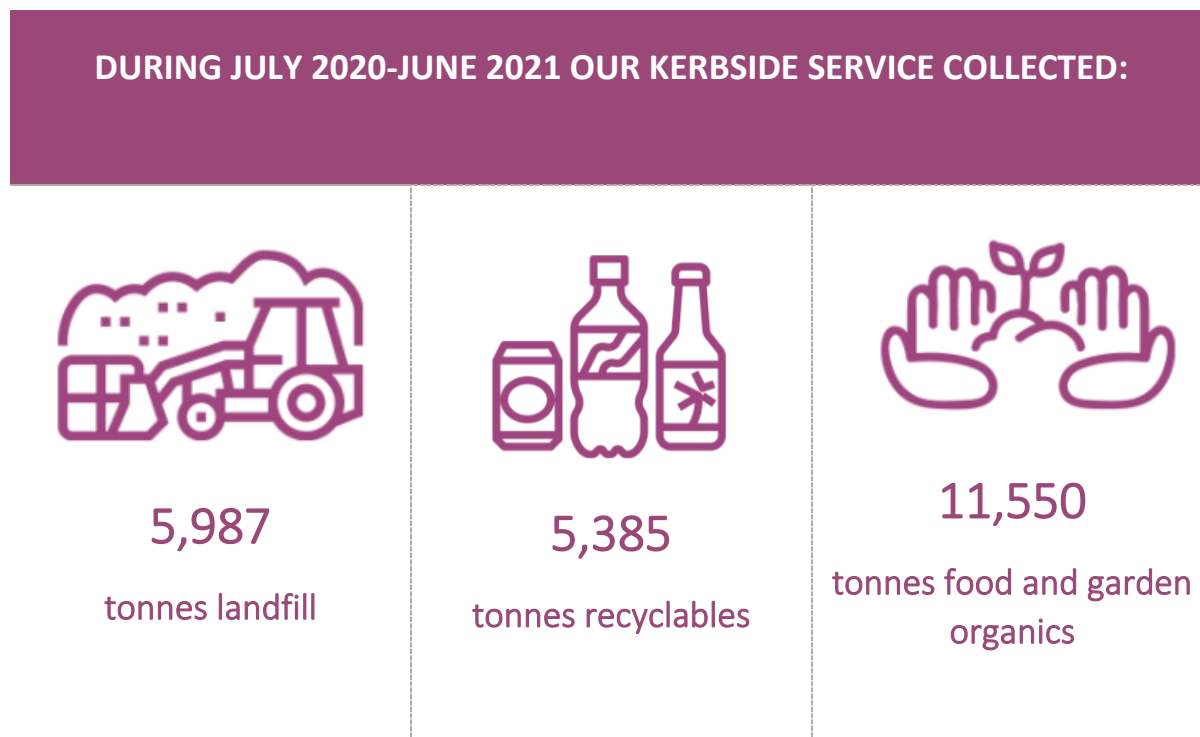 DURING JULY 2020-JUNE 2021 OUR KERBSIDE SERVICE COLLECTED:
5,987
tonnes landfill
5,385
tonnes recyclables
11,550
tonnes food and garden
organics